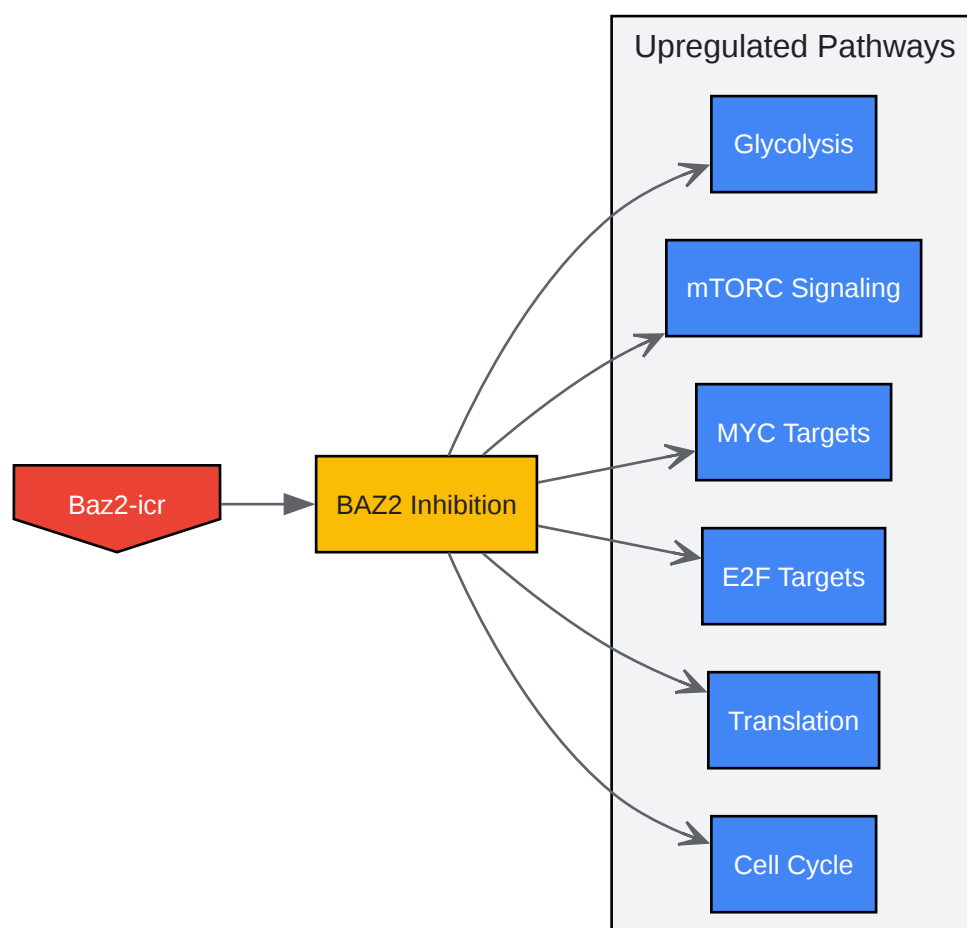 Upregulated Pathways
Glycolysis
mTORC Signaling
MYC Targets
Baz2-icr
BAZ2 Inhibition
E2F Targets
Translation
Cell Cycle